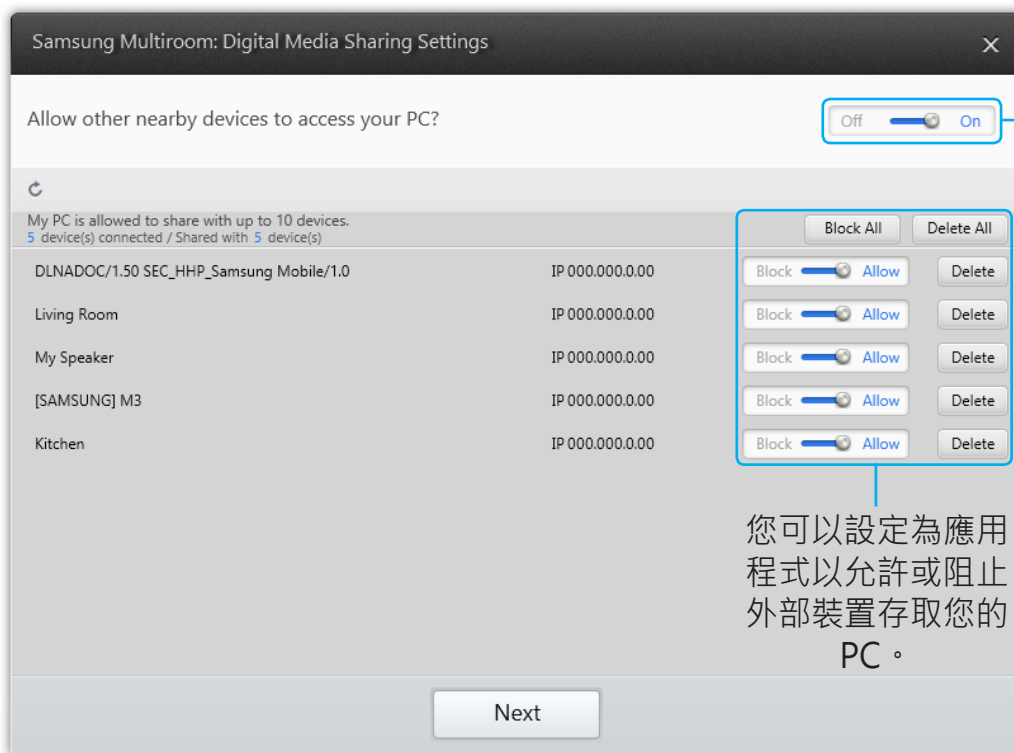 Samsung Multiroom: Digital Media Sharing Settings
Allow other nearby devices to access your PC?
Off On
My PC is allowed to share with up to 10 devices.
5 device(s) connected / Shared with 5 device(s)
Block All Delete All
DLNADOC/1.50 SEC_HHP_Samsung Mobile/1.0 IP 000.000.0.00 Block Allow Delete
Living Room IP 000.000.0.00 Block Allow Delete
My Speaker IP 000.000.0.00 Block Allow Delete
[SAMSUNG] M3 IP 000.000.0.00 Block Allow Delete
Kitchen IP 000.000.0.00 Block Allow Delete
您可以設定為應用
程式以允許或阻止
外部裝置存取您的
PC。
Next